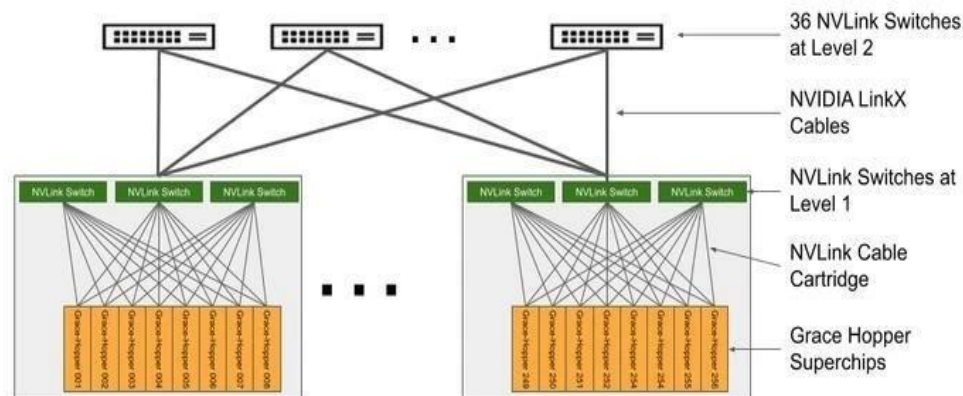 36 NVLink Switches
at Level 2
NVIDIA LinkX
Cables
NVLink Switch NVLink Switch NVLink Switch
NVLink Switch NVLink Switch NVLink Switch
NVLink Switches at
Level 1
NVLink Cable
Cartridge
Grace-Hopper 001
Grace-Hopper 002
Grace-Hopper 003
Grace-Hopper 004
Grace-Hopper 005
Grace-Hopper 006
Grace-Hopper 007
Grace-Hopper 008
Grace-Hopper 249
Grace-Hopper 250
Grace-Hopper 251
Grace-Hopper 252
Grace-Hopper 254
Grace-Hopper 254
Grace-Hopper 255
Grace-Hopper 256
Grace Hopper
Superchips